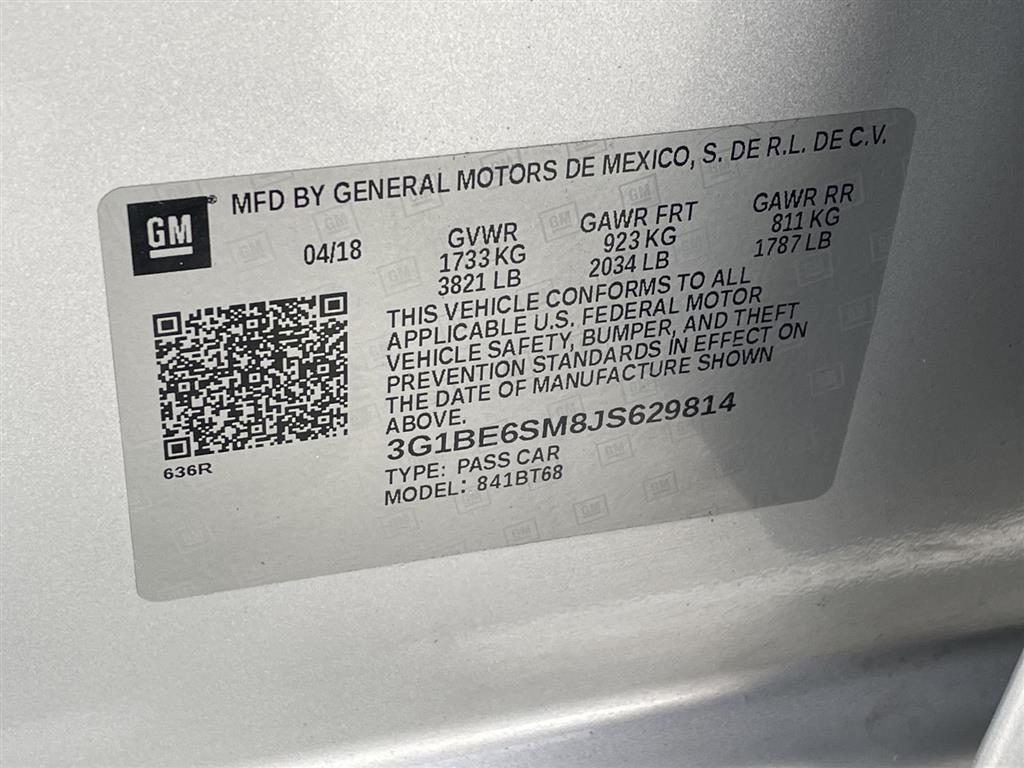 GM® MFD BY GENERAL MOTORS DE MEXICO, S. DE R.L. DE C.V.
04/18 GVWR GAWR FRT GAWR RR
1733 KG 923 KG 811 KG
3821 LB 2034 LB 1787 LB
THIS VEHICLE CONFORMS TO ALL
APPLICABLE U.S. FEDERAL MOTOR
VEHICLE SAFETY, BUMPER, AND THEFT
PREVENTION STANDARDS IN EFFECT ON
THE DATE OF MANUFACTURE SHOWN
ABOVE.
3G1BE6SM8JS629814
TYPE: PASS CAR
MODEL: 841BT68
636R